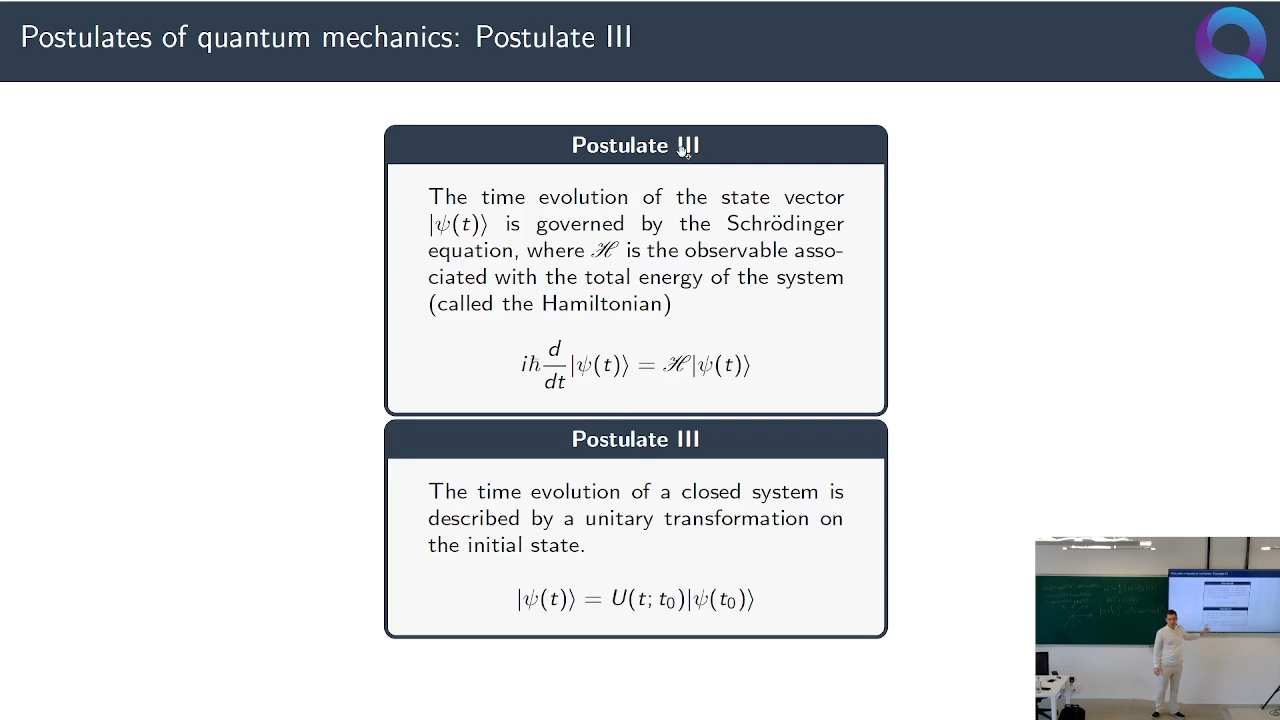 Postulates of quantum mechanics: Postulate III
Postulate III
The time evolution of the state vector
|ψ(t)⟩ is governed by the Schrödinger
equation, where ℋ is the observable asso-
ciated with the total energy of the system
(called the Hamiltonian)
iħ d/dt |ψ(t)⟩ = ℋ|ψ(t)⟩
Postulate III
The time evolution of a closed system is
described by a unitary transformation on
the initial state.
|ψ(t)⟩ = U(t; t₀)|ψ(t₀)⟩